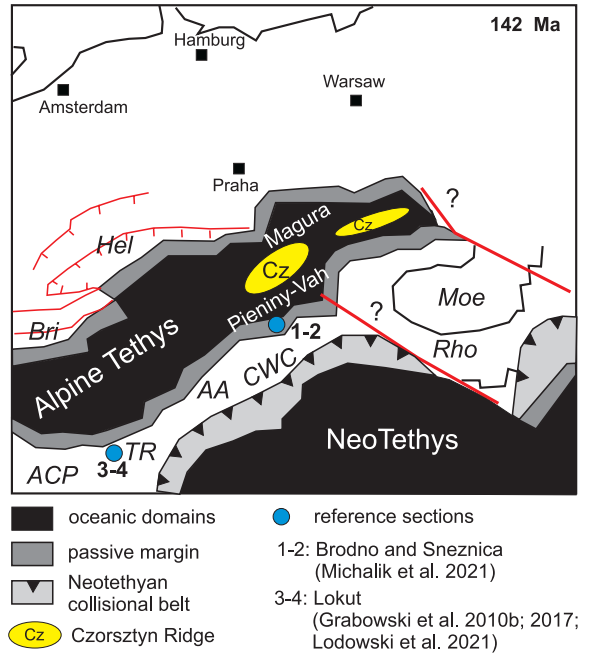 142 Ma
Hamburg
Amsterdam
Warsaw
Praha
?
Hel
Magura
Cz
Cz
Pieniny-Vah
Moe
Bri
?
1-2
Rho
Alpine Tethys
AA
CWC
NeoTethys
TR
3-4
ACP
oceanic domains
passive margin
Neotethyan
collisional belt
Cz
Czorsztyn Ridge
reference sections
1-2: Brodno and Sneznica
(Michalik et al. 2021)
3-4: Lokut
(Grabowski et al. 2010b; 2017;
Lodowski et al. 2021)